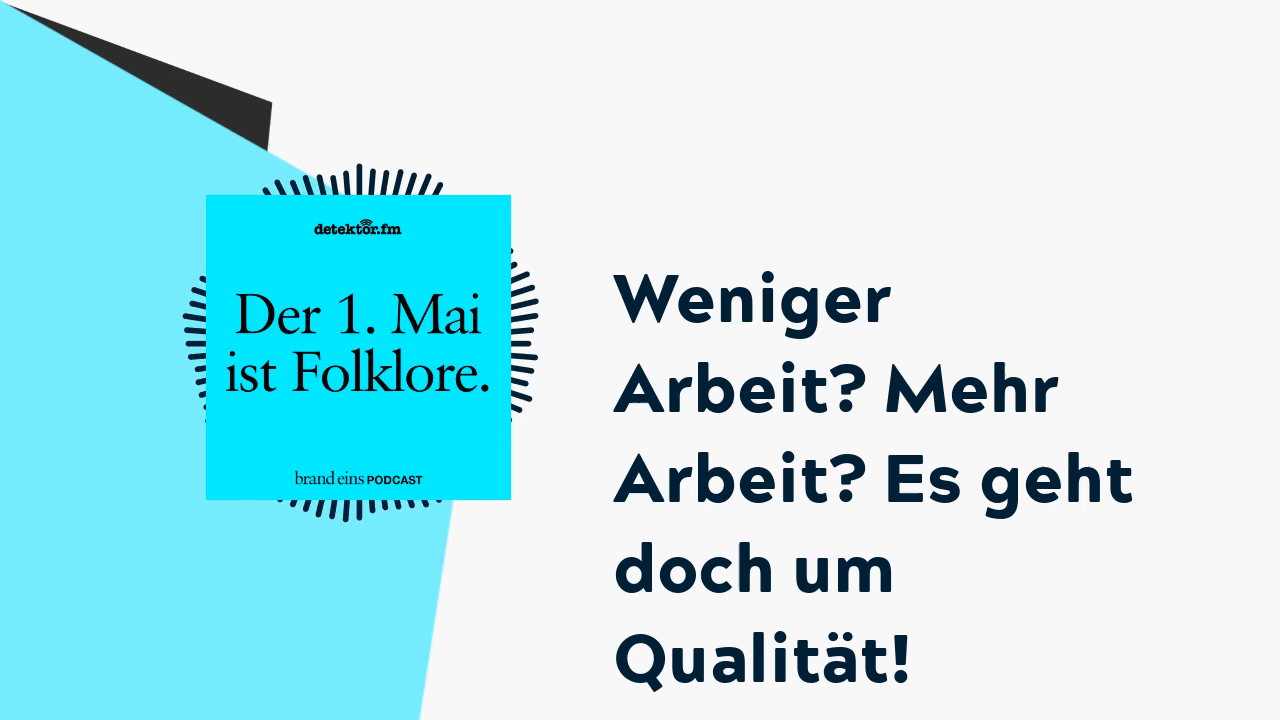 detektor.fm
Der 1. Mai
ist Folklore.
brand eins PODCAST
Weniger
Arbeit? Mehr
Arbeit? Es geht
doch um
Qualität!